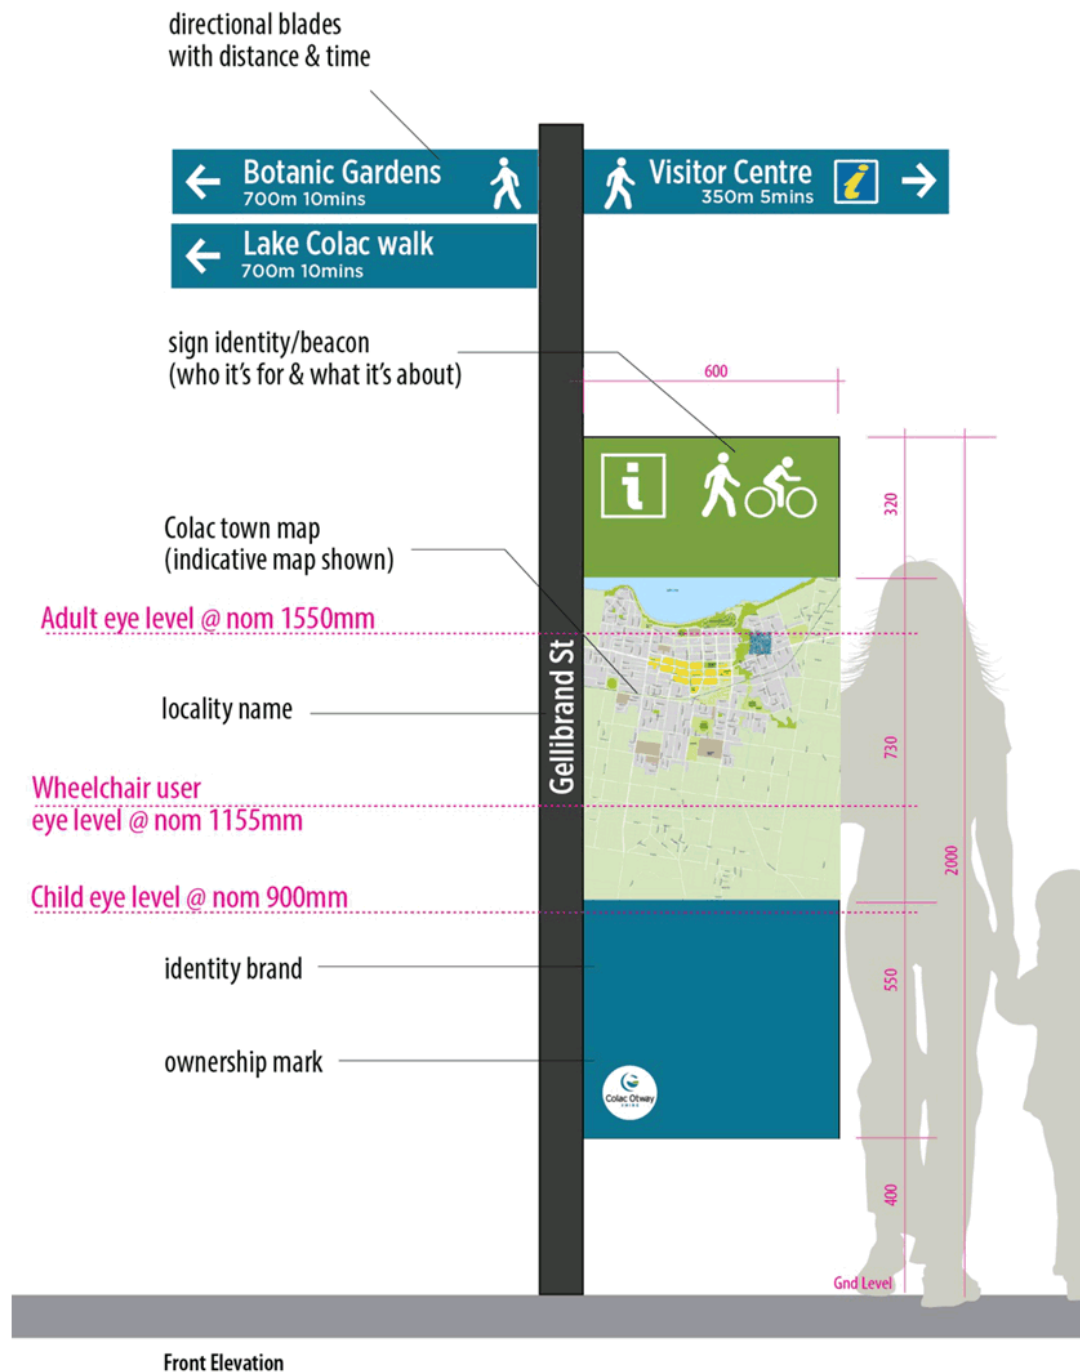 directional blades
with distance & time
Botanic Gardens
700m 10mins
Visitor Centre
350m 5mins
i
Lake Colac walk
700m 10mins
sign identity/beacon
(who it's for & what it's about)
600
i
320
Colac town map
(indicative map shown)
Adult eye level @ nom 1550mm
Gellibrand St
locality name
730
Wheelchair user
eye level @ nom 1155mm
2000
Child eye level @ nom 900mm
identity brand
550
ownership mark
Colac Otway
SHIRE
400
Gnd Level
Front Elevation